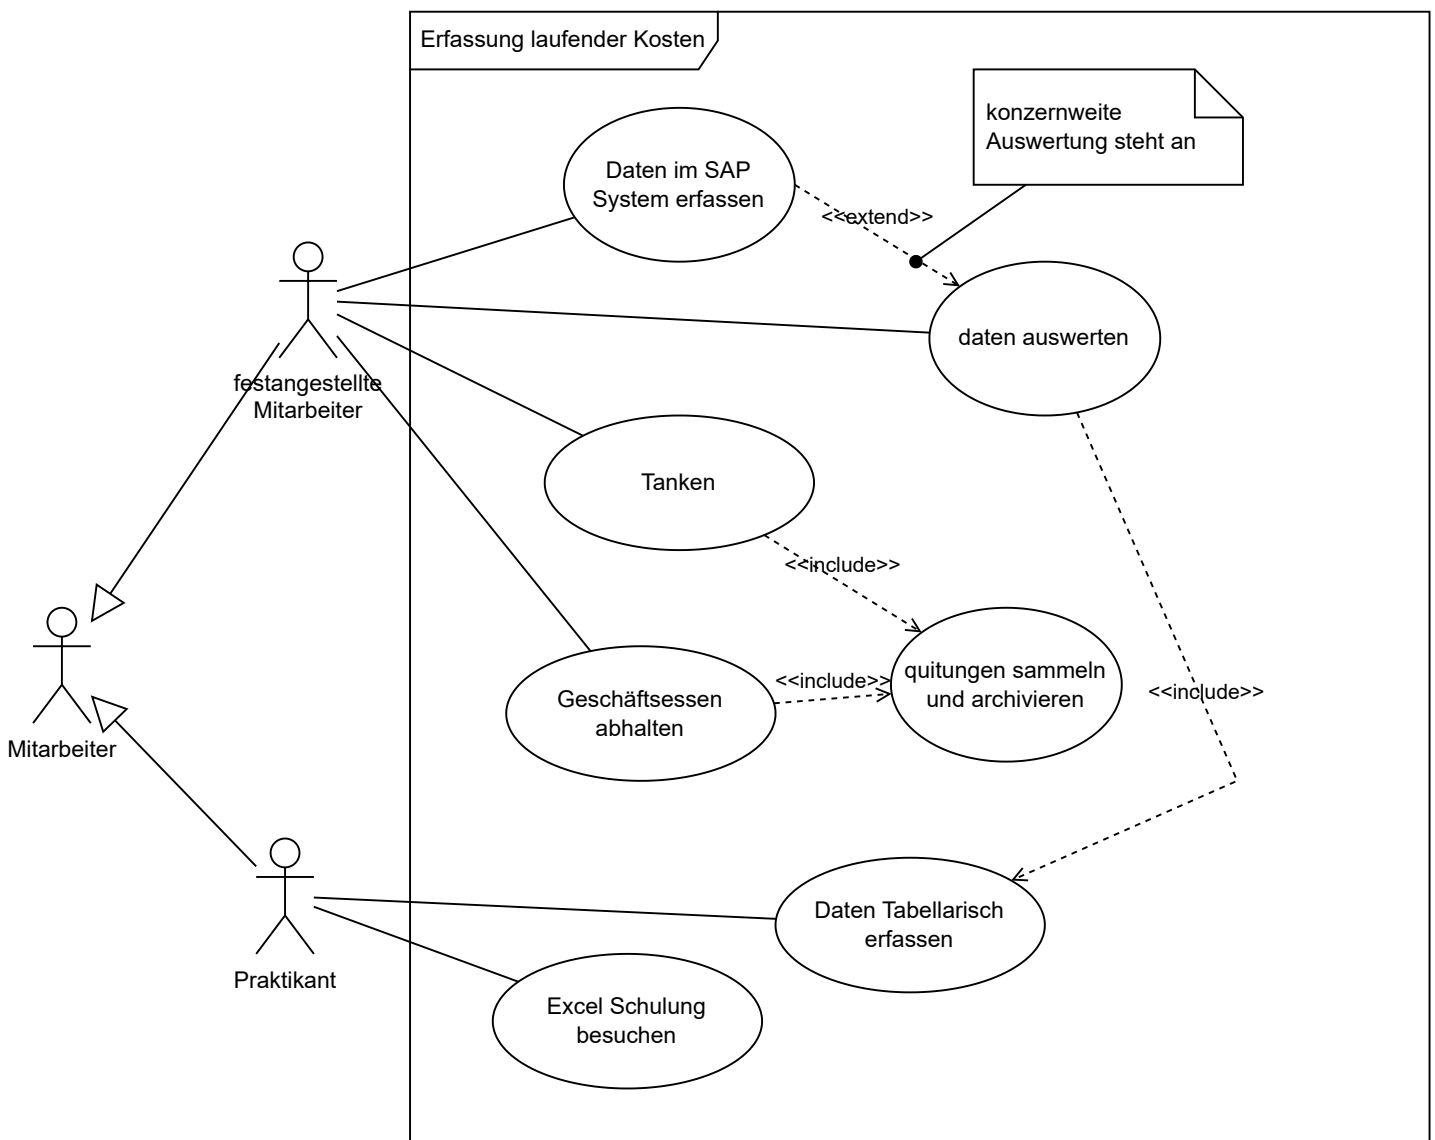 Erfassung laufender Kosten
konzernweite
Auswertung steht an
Daten im SAP
System erfassen
<<extend>>
daten auswerten
festangestellte
Mitarbeiter
Tanken
<<include>>
quitungen sammeln
und archivieren
<<include>>
Geschäftsessen
abhalten
<<include>>
Mitarbeiter
Daten Tabellarisch
erfassen
Praktikant
Excel Schulung
besuchen